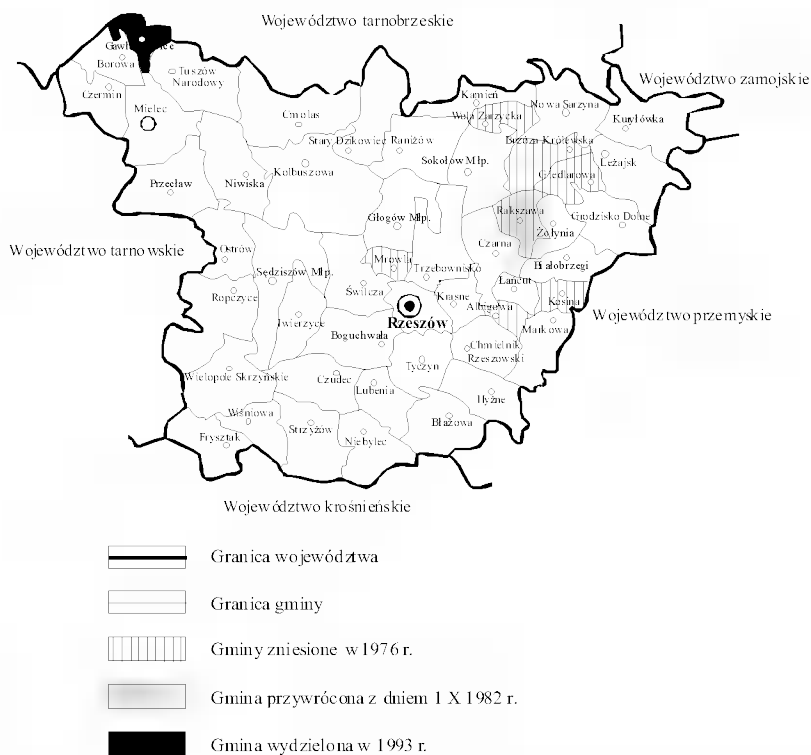 Województwo tarnobrzeskie
Borowa
Tuszów
Narodowy
Województwo zamojskie
Czermin
Kamień
Nowa Sarzyna
Mielec
Cmolas
Wola Zarzycka
Kuryłówka
Stary Dzikowiec
Raniżów
Brzóza Królewska
Sokołów Młp.
Leżajsk
Kolbuszowa
Giedlarowa
Przecław
Niwiska
Głogów Młp.
Rakszawa
Grodzisko Dolne
Żołynia
Województwo tarnowskie
Ostrów
Czarna
Mrowla
Sędziszów Młp.
Trzebownisko
Białobrzegi
Ropczyce
Świlcza
Krasne
Łańcut
Kosina
Albigowa
Województwo przemyskie
Iwierzyce
Rzeszów
Markowa
Boguchwała
Chmielnik
Rzeszowski
Tyczyn
Wielopole Skrzyńskie
Czudec
Lubenia
Hyżne
Wiśniowa
Błażowa
Frysztak
Strzyżów
Niebylec
Województwo krośnieńskie
Granica województwa
Granica gminy
Gminy zniesione w 1976 r.
Gmina przywrócona z dniem 1 X 1982 r.
Gmina wydzielona w 1993 r.